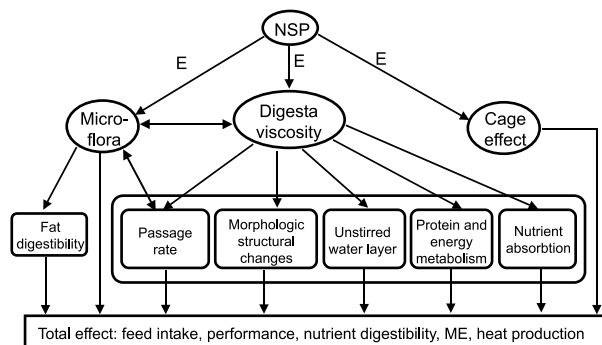 NSP
E
E
E
Micro-
flora
Digesta
viscosity
Cage
effect
Fat
digestibility
Passage
rate
Morphologic
structural
changes
Unstirred
water layer
Protein and
energy
metabolism
Nutrient
absorbtion
Total effect: feed intake, performance, nutrient digestibility, ME, heat production